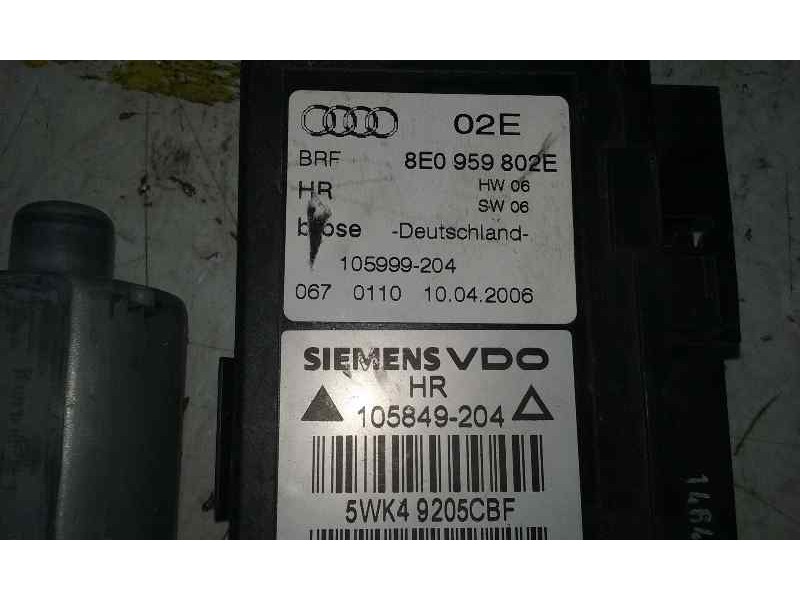 02E
BRF 8E0 959 802E
HR HW 06
SW 06
brose -Deutschland-
105999-204
067 0110 10.04.2006
SIEMENS VDO
HR
105849-204
5WK4 9205CBF